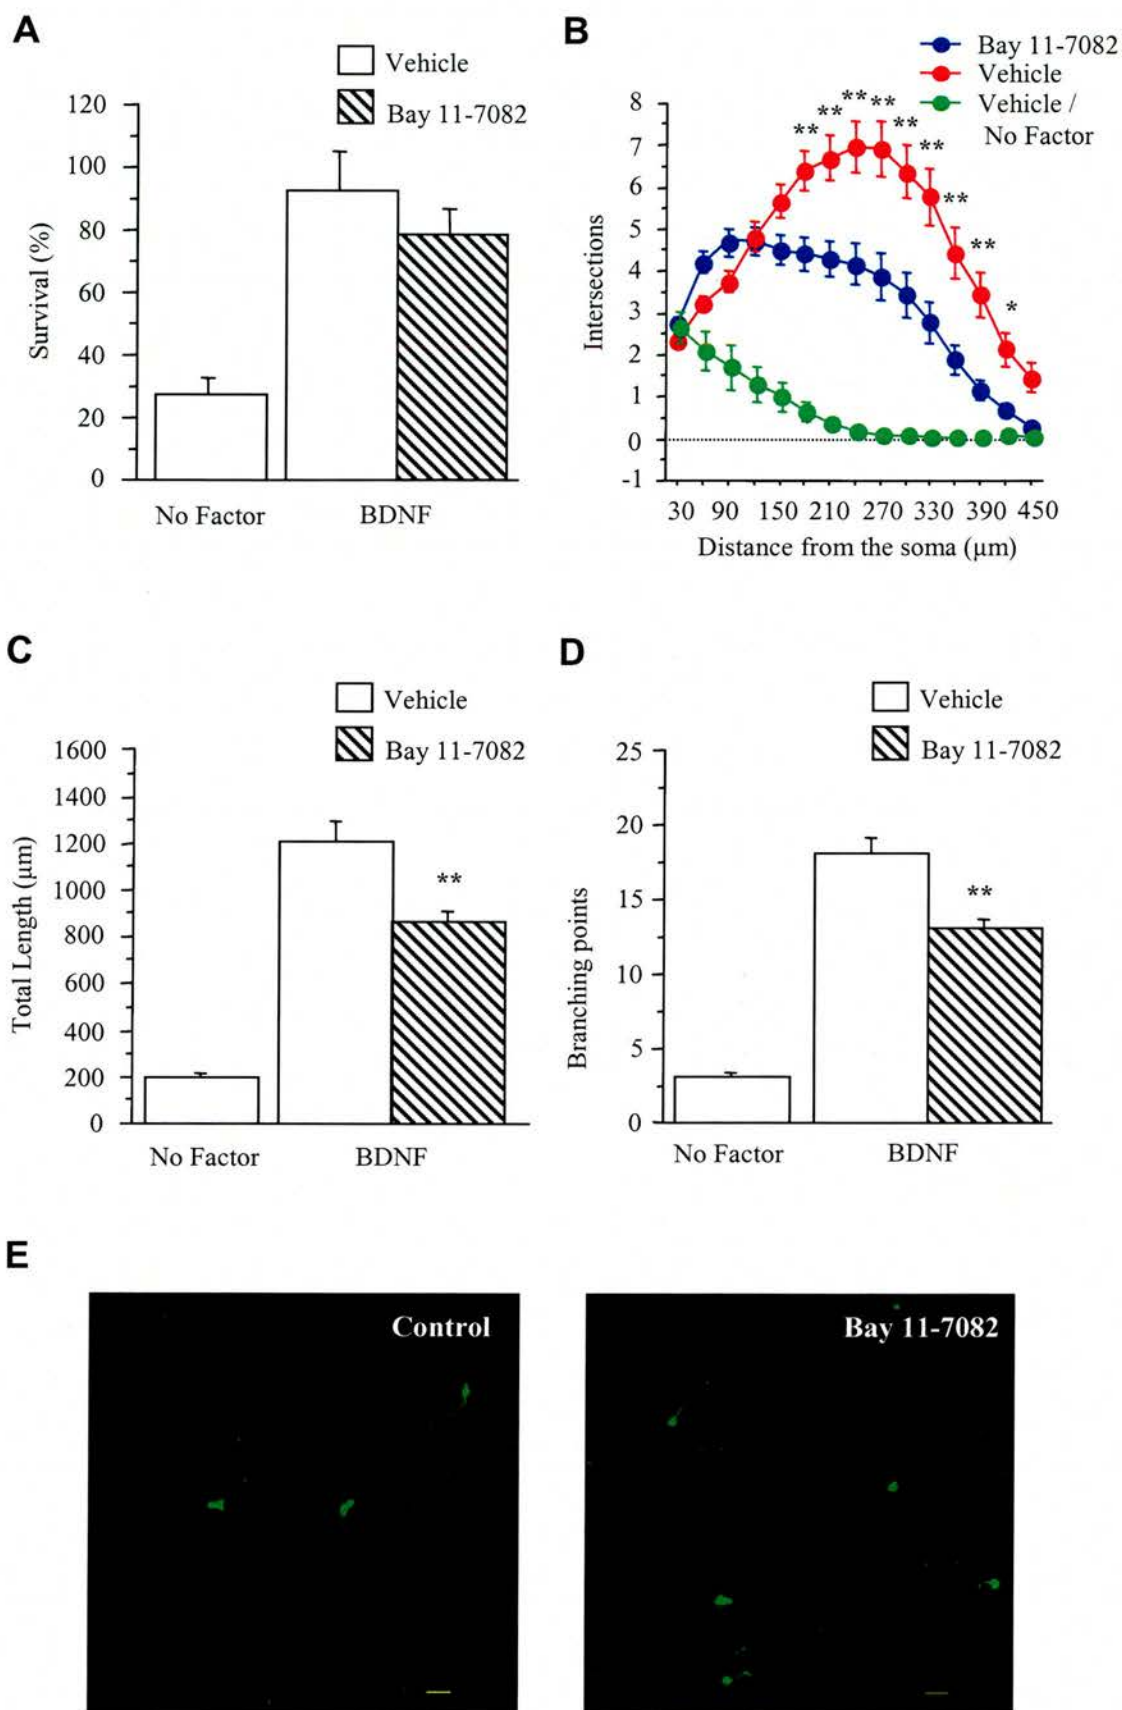 A
Vehicle
Bay 11-7082
120
100
80
60
40
20
0
Survival (%)
No Factor
BDNF
B
Bay 11-7082
Vehicle
Vehicle /
No Factor
8
7
6
5
4
3
2
1
0
-1
Intersections
** ** ** ** ** ** ** ** *
30 90 150 210 270 330 390 450
Distance from the soma (µm)
C
Vehicle
Bay 11-7082
1600
1400
1200
1000
800
600
400
200
0
Total Length (µm)
**
No Factor
BDNF
D
Vehicle
Bay 11-7082
25
20
15
10
5
0
Branching points
**
No Factor
BDNF
E
Control
Bay 11-7082